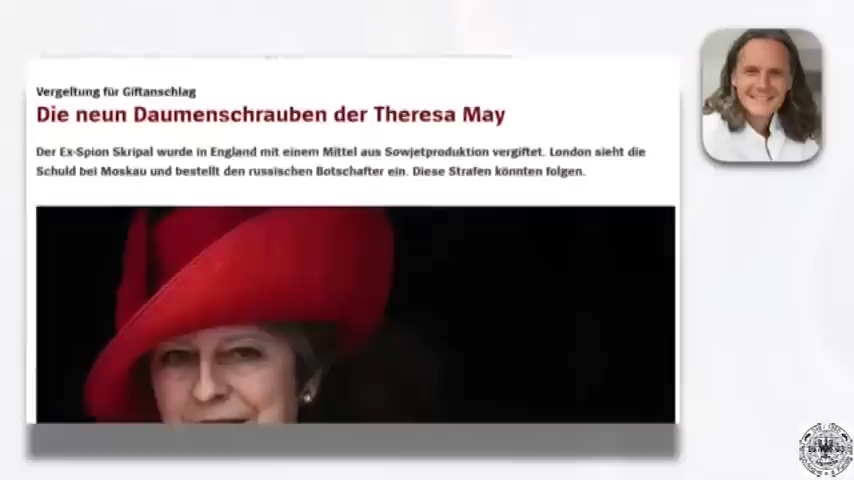 Vergeltung für Giftanschlag
Die neun Daumenschrauben der Theresa May
Der Ex-Spion Skripal wurde in England mit einem Mittel aus Sowjetproduktion vergiftet. London sieht die
Schuld bei Moskau und bestellt den russischen Botschafter ein. Diese Strafen könnten folgen.